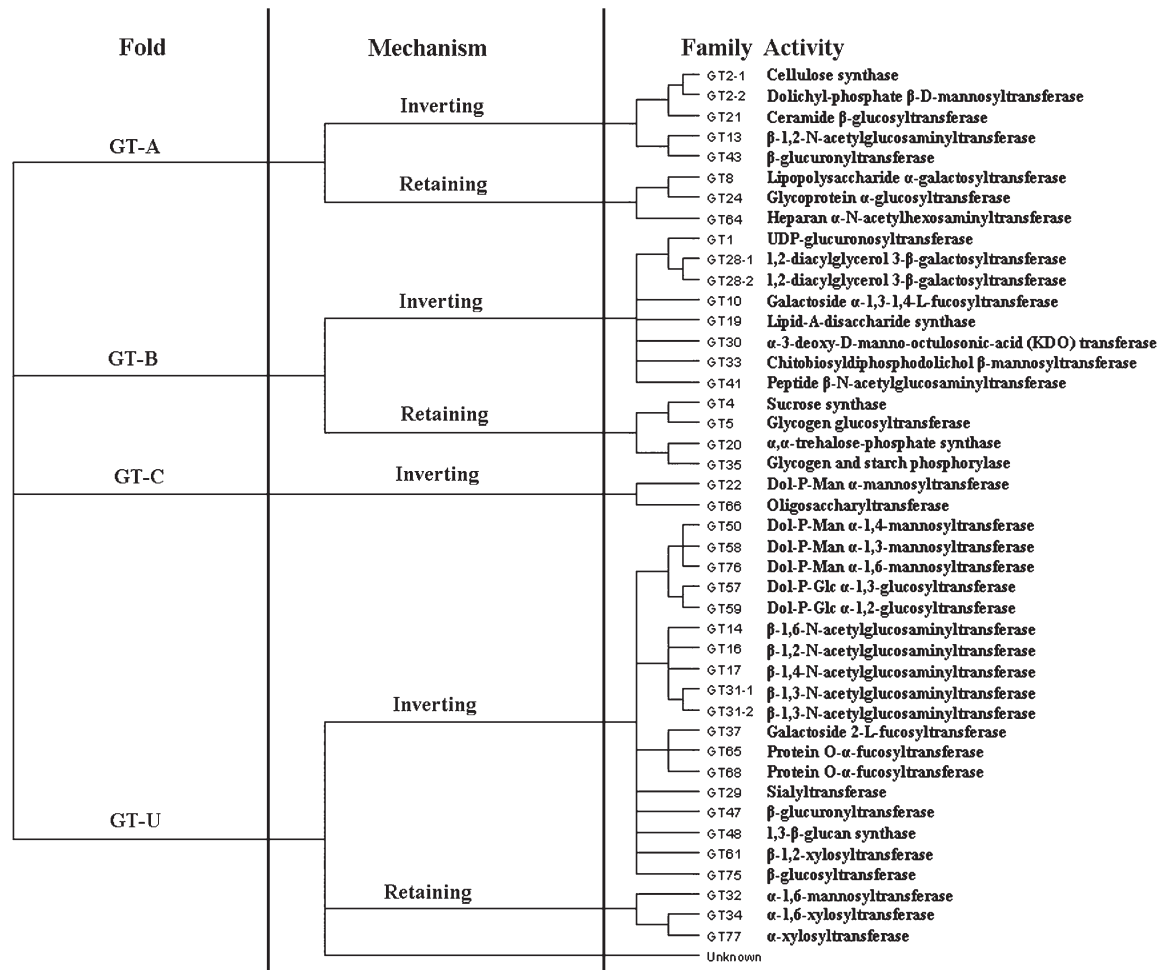 Fold Mechanism Family Activity
GT2-1 Cellulose synthase
GT2-2 Dolichyl-phosphate β-D-mannosyltransferase
Inverting
GT21 Ceramide β-glucosyltransferase
GT13 β-1,2-N-acetylglucosaminyltransferase
GT-A
GT43 β-glucuronyltransferase
GT8 Lipopolysaccharide α-galactosyltransferase
Retaining
GT24 Glycoprotein α-glucosyltransferase
GT64 Heparan α-N-acetylhexosaminyltransferase
GT1 UDP-glucuronosyltransferase
GT28-1 1,2-diacylglycerol 3-β-galactosyltransferase
GT28-2 1,2-diacylglycerol 3-β-galactosyltransferase
Inverting
GT10 Galactoside α-1,3-1,4-L-fucosyltransferase
GT19 Lipid-A-disaccharide synthase
GT30 α-3-deoxy-D-manno-octulosonic-acid (KDO) transferase
GT-B
GT33 Chitobiosyldiphosphodolichol β-mannosyltransferase
GT41 Peptide β-N-acetylglucosaminyltransferase
GT4 Sucrose synthase
Retaining
GT5 Glycogen glucosyltransferase
GT20 α,α-trehalose-phosphate synthase
GT35 Glycogen and starch phosphorylase
GT-C Inverting
GT22 Dol-P-Man α-mannosyltransferase
GT66 Oligosaccharyltransferase
GT50 Dol-P-Man α-1,4-mannosyltransferase
GT58 Dol-P-Man α-1,3-mannosyltransferase
GT76 Dol-P-Man α-1,6-mannosyltransferase
GT57 Dol-P-Glc α-1,3-glucosyltransferase
GT59 Dol-P-Glc α-1,2-glucosyltransferase
GT14 β-1,6-N-acetylglucosaminyltransferase
GT16 β-1,2-N-acetylglucosaminyltransferase
GT17 β-1,4-N-acetylglucosaminyltransferase
GT31-1 β-1,3-N-acetylglucosaminyltransferase
Inverting
GT31-2 β-1,3-N-acetylglucosaminyltransferase
GT37 Galactoside 2-L-fucosyltransferase
GT65 Protein O-α-fucosyltransferase
GT68 Protein O-α-fucosyltransferase
GT29 Sialyltransferase
GT47 β-glucuronyltransferase
GT-U
GT48 1,3-β-glucan synthase
GT61 β-1,2-xylosyltransferase
GT75 β-glucosyltransferase
Retaining
GT32 α-1,6-mannosyltransferase
GT34 α-1,6-xylosyltransferase
GT77 α-xylosyltransferase
Unknown